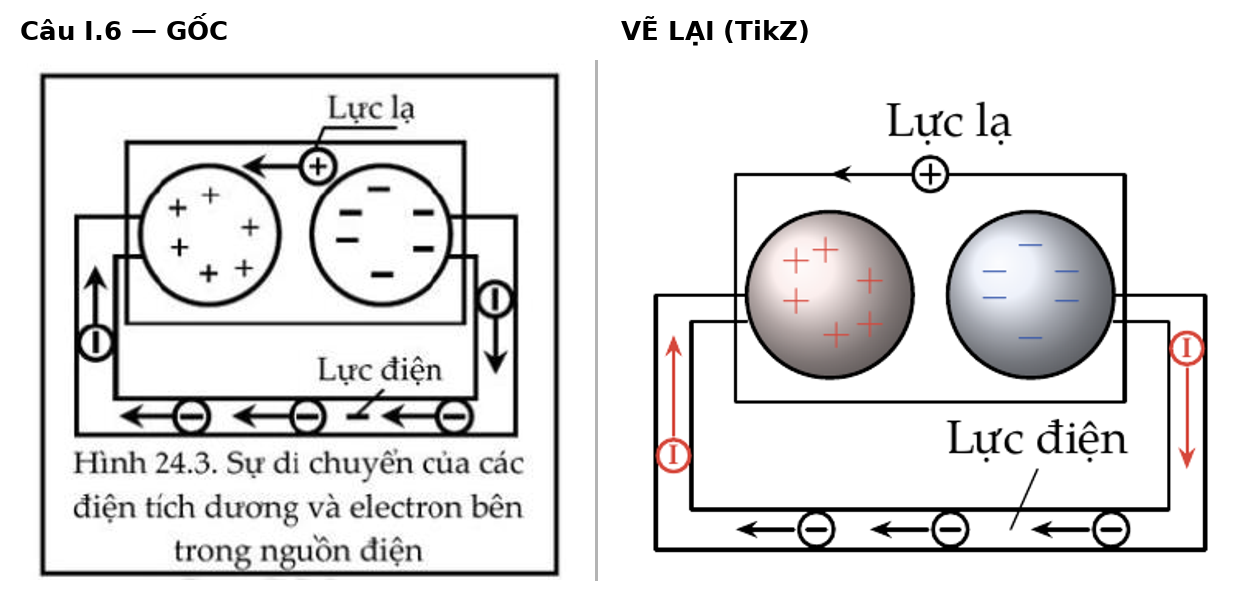 Câu I.6 — GỐC
VẼ LẠI (TikZ)
Lực lạ
+
+ + + + + +
− − − − − −
I
I
Lực điện
− − − −
Hình 24.3. Sự di chuyển của các
điện tích dương và electron bên
trong nguồn điện
Lực lạ
+
+ + + + + +
− − − − − −
I
I
Lực điện
− − −